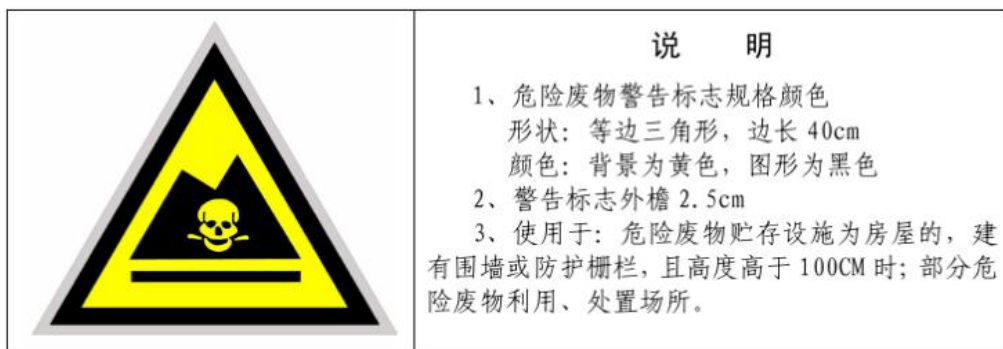 说 明
1、危险废物警告标志规格颜色
形状：等边三角形，边长 40cm
颜色：背景为黄色，图形为黑色
2、警告标志外檐 2.5cm
3、使用于：危险废物贮存设施为房屋的，建
有围墙或防护栅栏，且高度高于 100CM 时；部分危
险废物利用、处置场所。